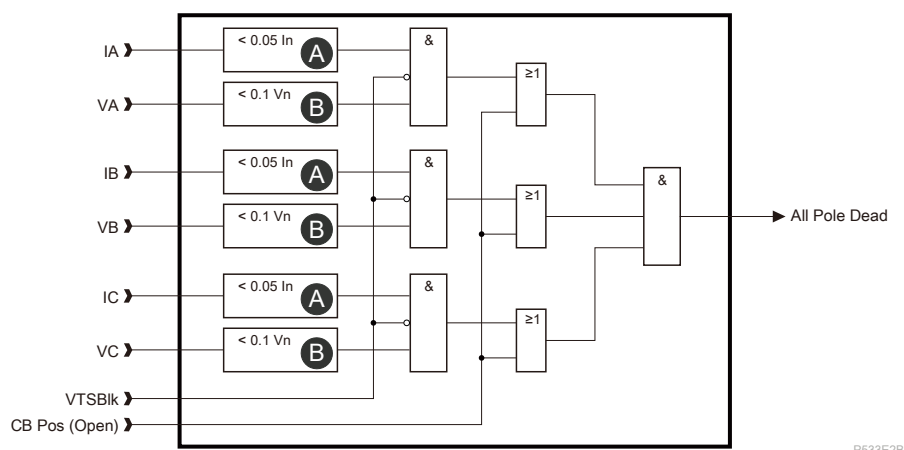 IA
< 0.05 In
A
&
VA
< 0.1 Vn
B
≥1
IB
< 0.05 In
A
&
VB
< 0.1 Vn
B
≥1
&
All Pole Dead
IC
< 0.05 In
A
&
VC
< 0.1 Vn
B
≥1
VTSBlk
CB Pos (Open)